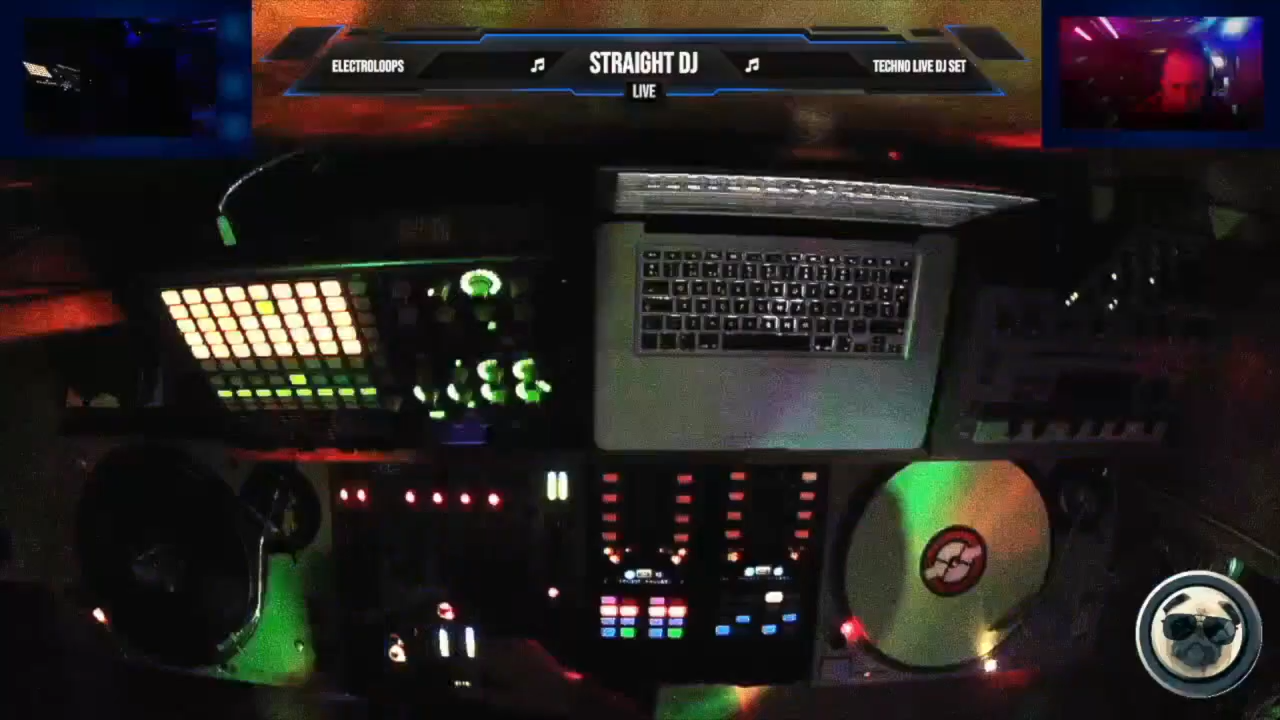 ELECTROLOOPS
STRAIGHT DJ
TECHNO LIVE DJ SET
LIVE